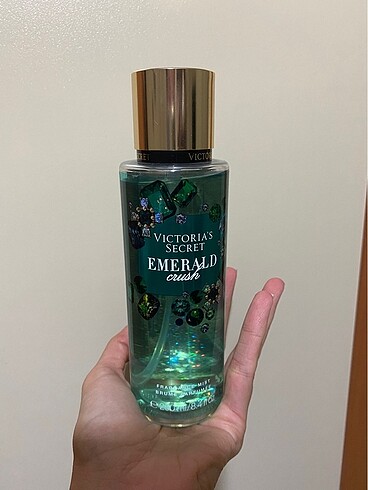 VICTORIA'S
SECRET
EMERALD
crush
FRAGRANCE MIST
BRUME PARFUMÉE
250 ml/8.4 fl oz